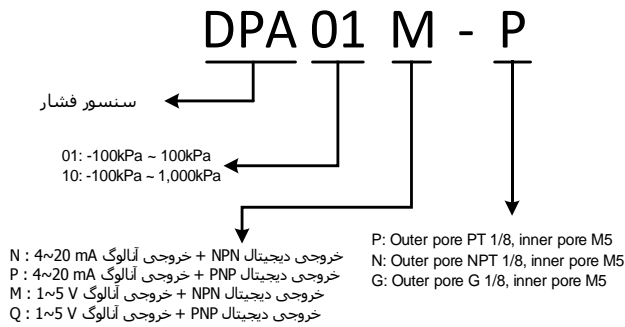 DPA 01 M - P
سنسور فشار
01: -100kPa ~ 100kPa
10: -100kPa ~ 1,000kPa
N : 4~20 mA خروجی دیجیتال NPN + خروجی آنالوگ
P : 4~20 mA خروجی دیجیتال PNP + خروجی آنالوگ
M : 1~5 V خروجی دیجیتال NPN + خروجی آنالوگ
Q : 1~5 V خروجی دیجیتال PNP + خروجی آنالوگ
P: Outer pore PT 1/8, inner pore M5
N: Outer pore NPT 1/8, inner pore M5
G: Outer pore G 1/8, inner pore M5